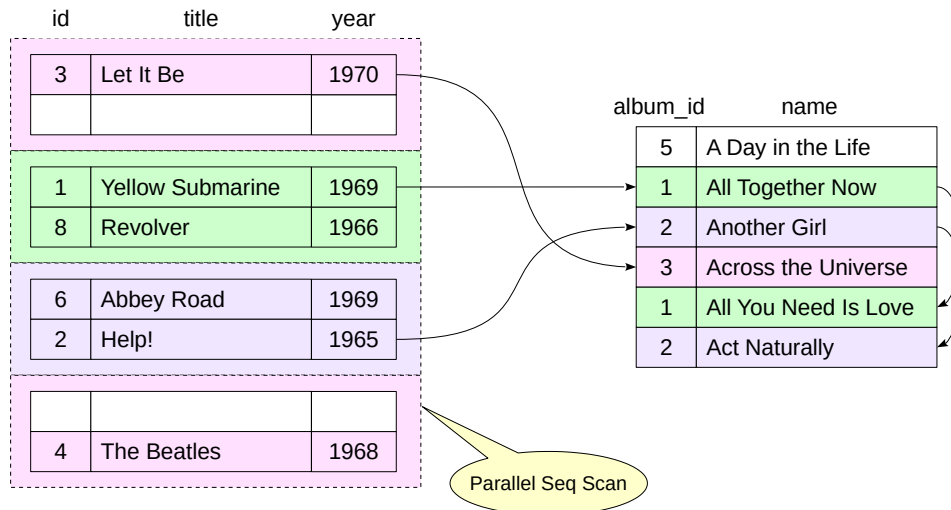 id title year
3 Let It Be 1970
1 Yellow Submarine 1969
8 Revolver 1966
6 Abbey Road 1969
2 Help! 1965
4 The Beatles 1968
album_id name
5 A Day in the Life
1 All Together Now
2 Another Girl
3 Across the Universe
1 All You Need Is Love
2 Act Naturally
Parallel Seq Scan